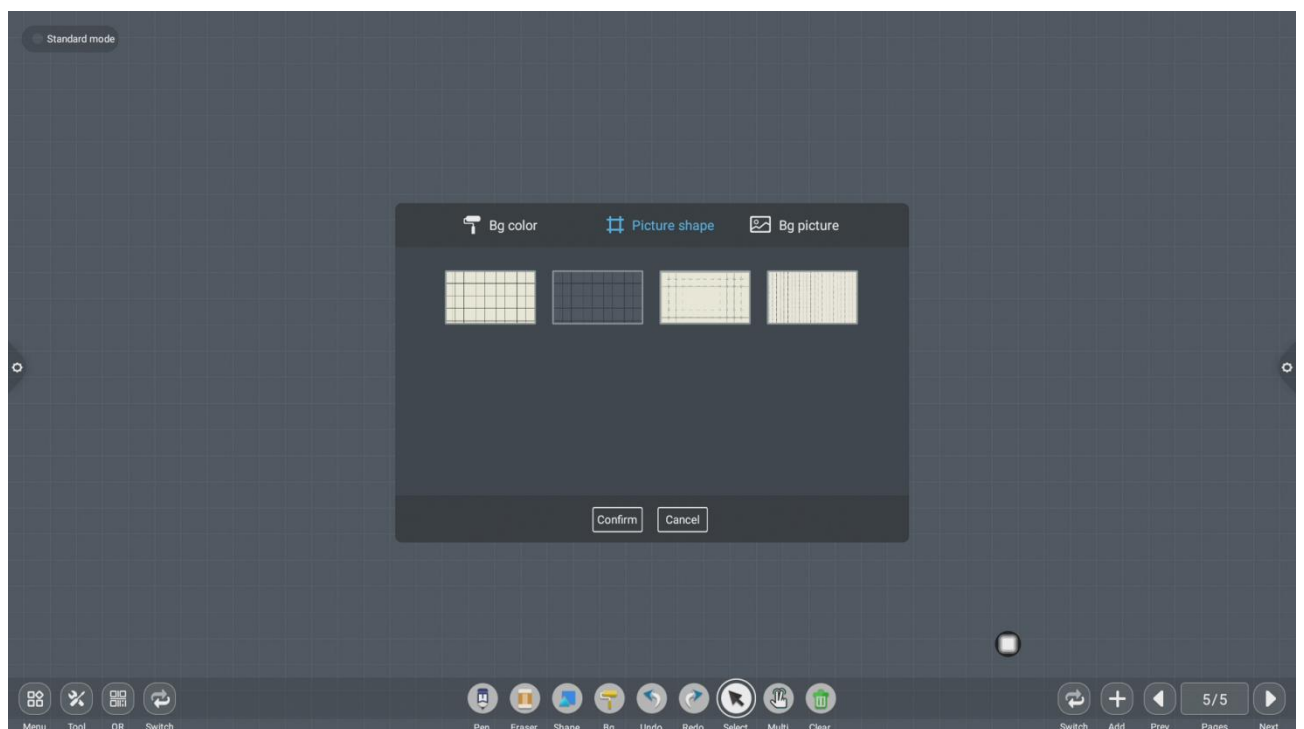 Standard mode
Bg color Picture shape Bg picture
Confirm Cancel
5/5
Menu Tool QR Switch Pen Eraser Shape Bg Undo Redo Select Multi Clear Switch Add Prev Pages Next